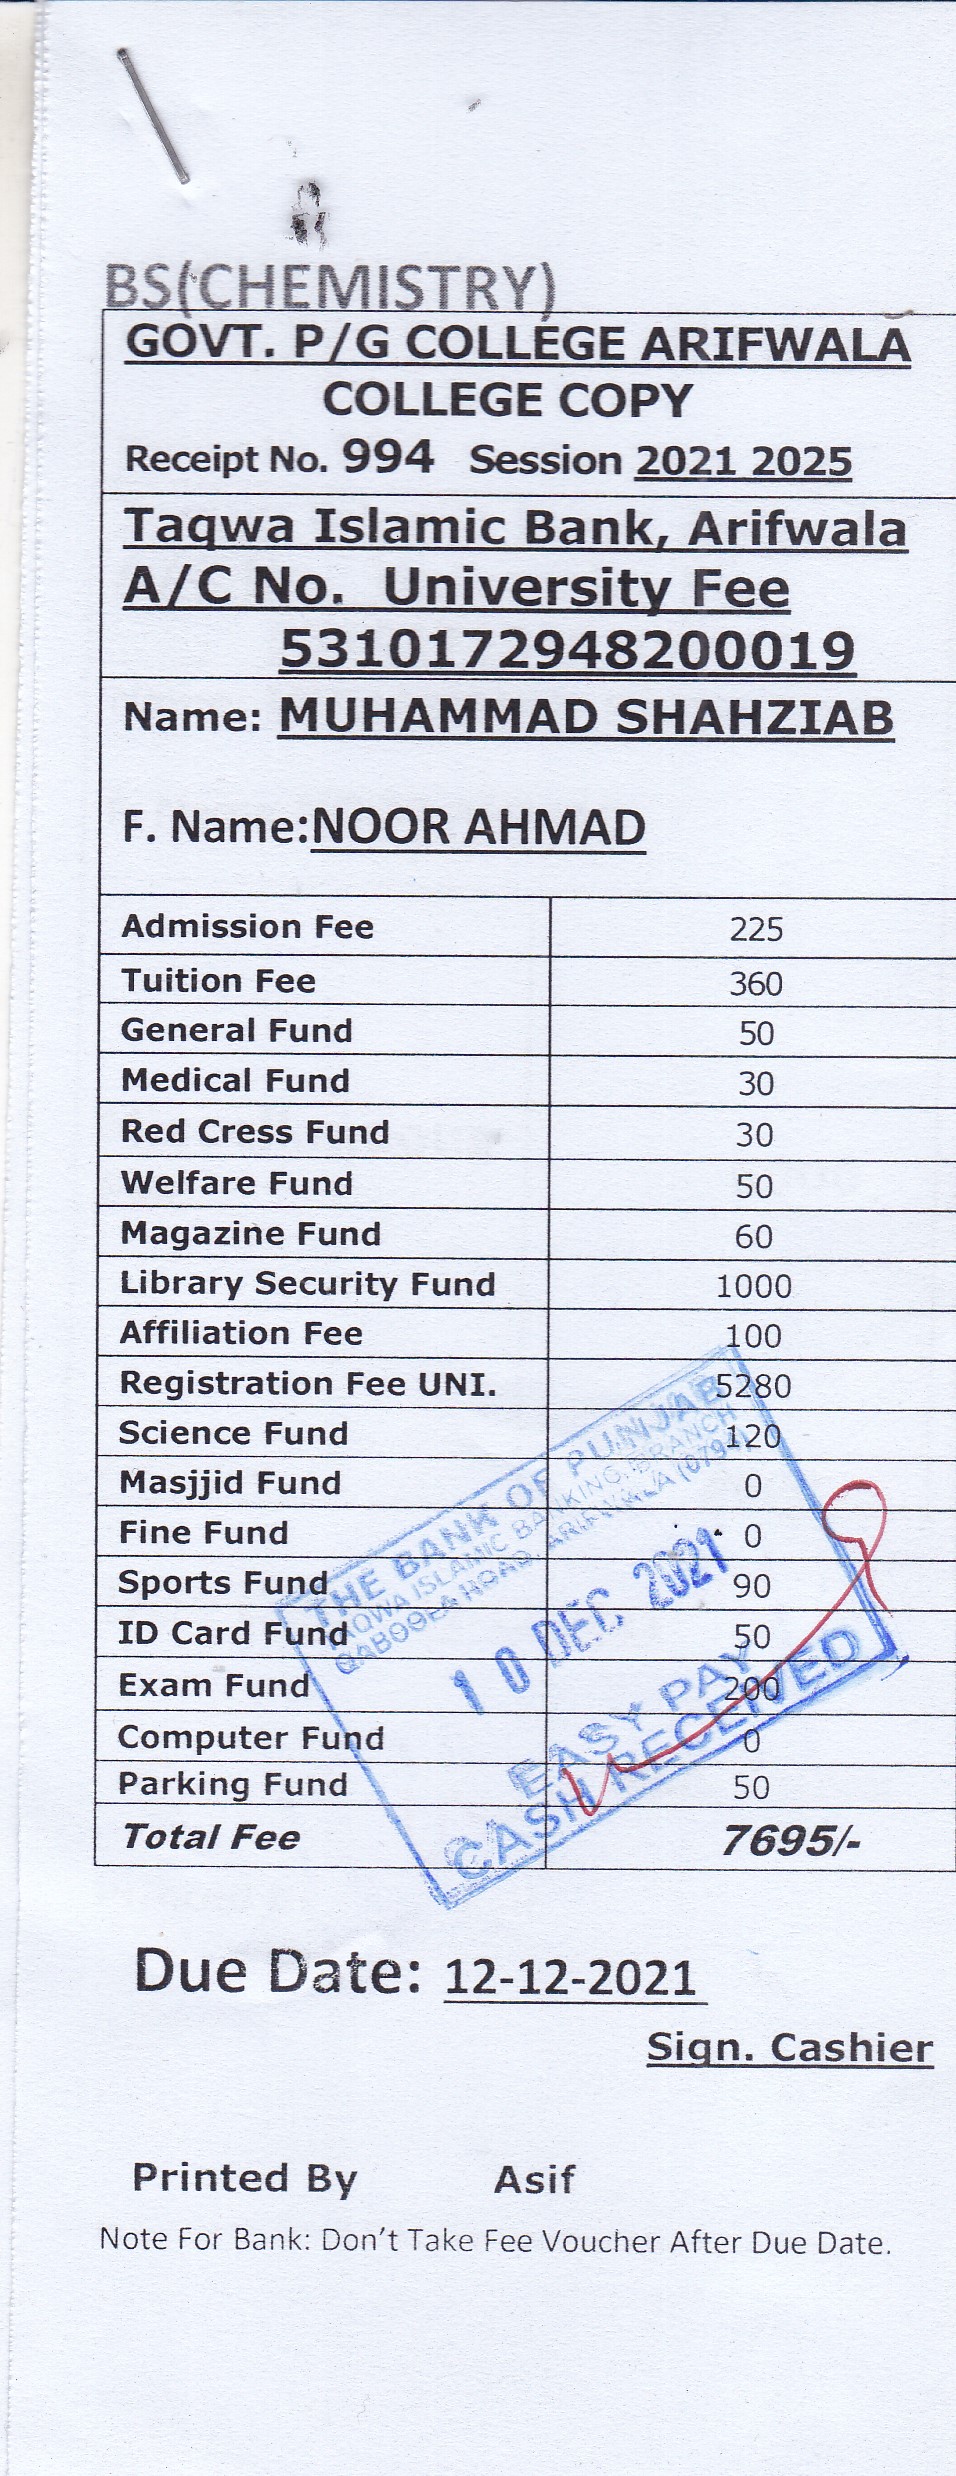 BS(CHEMISTRY)
GOVT. P/G COLLEGE ARIFWALA
COLLEGE COPY
Receipt No. 994 Session 2021 2025
Taqwa Islamic Bank, Arifwala
A/C No. University Fee
5310172948200019
Name: MUHAMMAD SHAHZIAB
F. Name:NOOR AHMAD
Admission Fee 225
Tuition Fee 360
General Fund 50
Medical Fund 30
Red Cress Fund 30
Welfare Fund 50
Magazine Fund 60
Library Security Fund 1000
Affiliation Fee 100
Registration Fee UNI. 5280
Science Fund 120
Masjjid Fund 0
Fine Fund 0
Sports Fund 90
ID Card Fund 50
Exam Fund 200
Computer Fund 0
Parking Fund 50
Total Fee 7695/-
THE BANK OF PUNJAB
TAQWA ISLAMIC BANKING BRANCH
QABOOLA ROAD, ARIFWALA (0794)
10 DEC 2021
EASY PAY
CASH RECEIVED
Due Date: 12-12-2021
Sign. Cashier
Printed By Asif
Note For Bank: Don't Take Fee Voucher After Due Date.